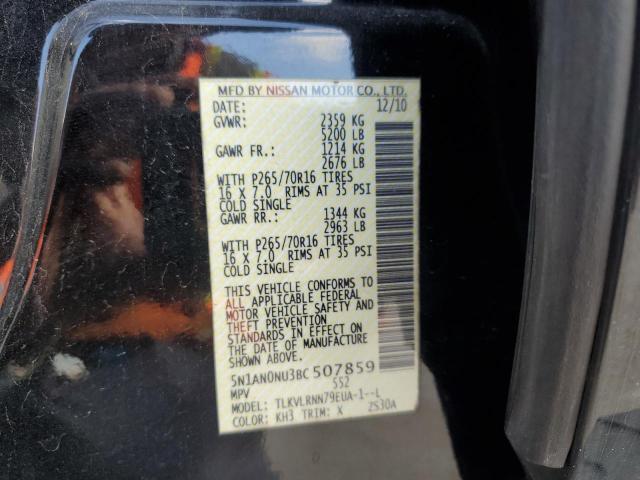 MFD BY NISSAN MOTOR CO., LTD.
DATE: 12/10
GVWR: 2359 KG
5200 LB
GAWR FR.: 1214 KG
2676 LB
WITH P265/70R16 TIRES
16 X 7.0 RIMS AT 35 PSI
COLD SINGLE
GAWR RR.: 1344 KG
2963 LB
WITH P265/70R16 TIRES
16 X 7.0 RIMS AT 35 PSI
COLD SINGLE
THIS VEHICLE CONFORMS TO
ALL APPLICABLE FEDERAL
MOTOR VEHICLE SAFETY AND
THEFT PREVENTION
STANDARDS IN EFFECT ON
THE DATE OF MANUFACTURE
SHOWN ABOVE.
5N1AN0NU3BC507859
MPV 552
MODEL: TLKVLRNN79EUA-1--L
COLOR: KH3 TRIM: X 2S30A